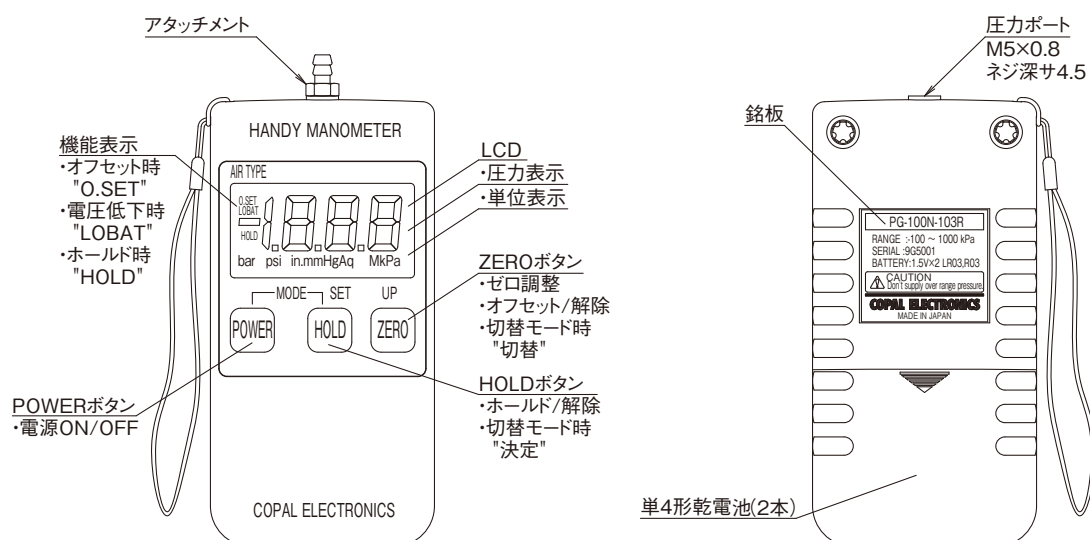 アタッチメント
HANDY MANOMETER
機能表示
・オフセット時
"O.SET"
・電圧低下時
"LOBAT"
・ホールド時
"HOLD"
AIR TYPE
O.SET
LOBAT
HOLD
1.8.8.8
bar psi in.mmHgAq MkPa
MODE SET UP
POWER HOLD ZERO
LCD
・圧力表示
・単位表示
ZEROボタン
・ゼロ調整
・オフセット/解除
・切替モード時
"切替"
HOLDボタン
・ホールド/解除
・切替モード時
"決定"
POWERボタン
・電源ON/OFF
COPAL ELECTRONICS
圧力ポート
M5×0.8
ネジ深サ4.5
銘板
PG-100N-103R
RANGE :-100 ~ 1000 kPa
SERIAL :9G5001
BATTERY:1.5V×2 LR03,R03
CAUTION
Don't supply over range pressure.
COPAL ELECTRONICS
MADE IN JAPAN
単4形乾電池(2本)